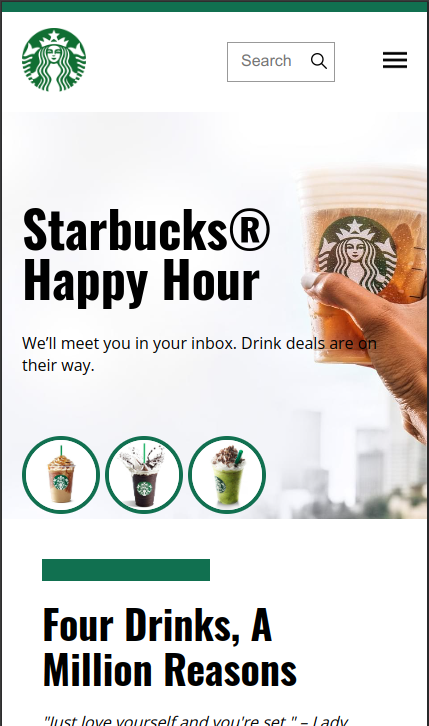 Search
Starbucks®
Happy Hour
We’ll meet you in your inbox. Drink deals are on
their way.
Four Drinks, A
Million Reasons
"Just love yourself and you're set." – Lady